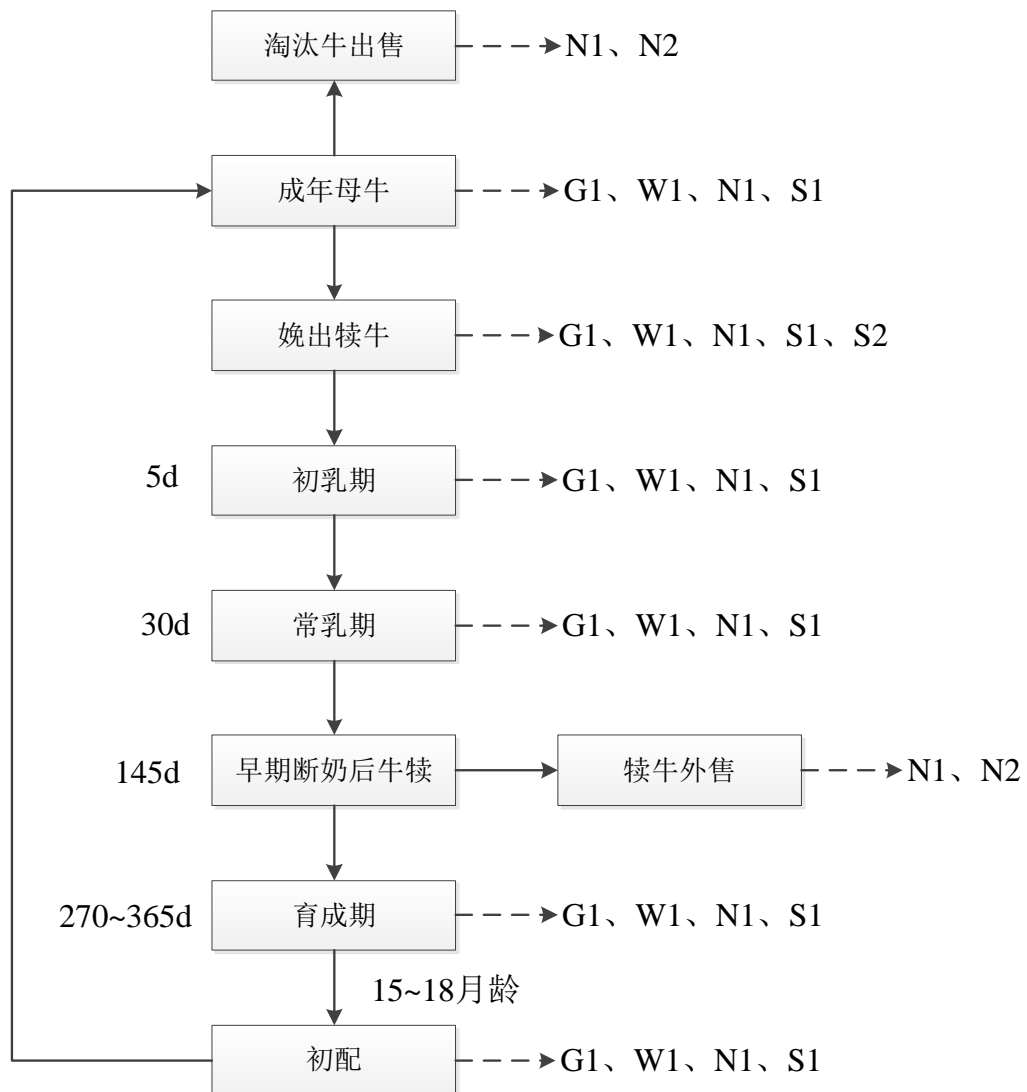 淘汰牛出售 N1、N2
成年母牛 G1、W1、N1、S1
娩出犊牛 G1、W1、N1、S1、S2
5d 初乳期 G1、W1、N1、S1
30d 常乳期 G1、W1、N1、S1
145d 早期断奶后牛犊 犊牛外售 N1、N2
270~365d 育成期 G1、W1、N1、S1
15~18月龄
初配 G1、W1、N1、S1